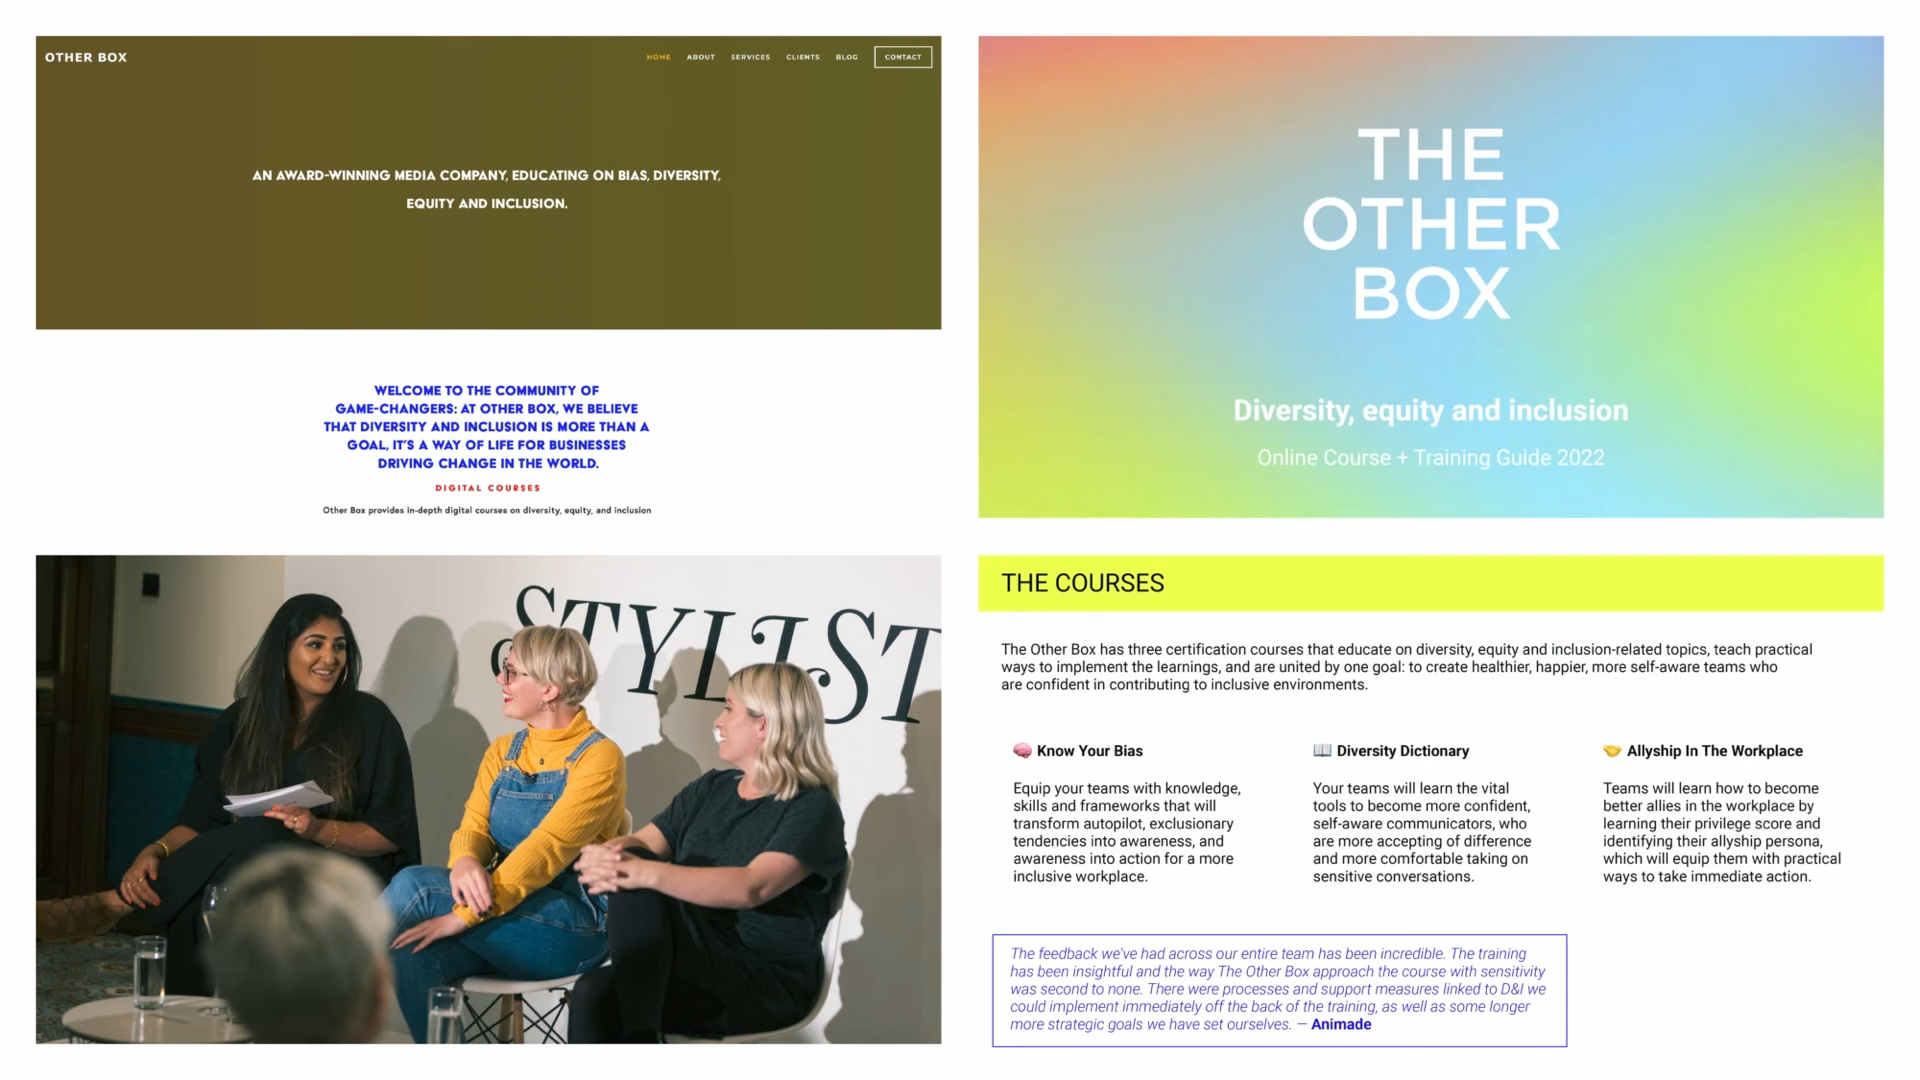 OTHER BOX
HOME ABOUT SERVICES CLIENTS BLOG CONTACT
AN AWARD-WINNING MEDIA COMPANY, EDUCATING ON BIAS, DIVERSITY,
EQUITY AND INCLUSION.
WELCOME TO THE COMMUNITY OF
GAME-CHANGERS: AT OTHER BOX, WE BELIEVE
THAT DIVERSITY AND INCLUSION IS MORE THAN A
GOAL, IT'S A WAY OF LIFE FOR BUSINESSES
DRIVING CHANGE IN THE WORLD.
DIGITAL COURSES
Other Box provides in-depth digital courses on diversity, equity, and inclusion
THE
OTHER
BOX
Diversity, equity and inclusion
Online Course + Training Guide 2022
STYLIST
THE COURSES
The Other Box has three certification courses that educate on diversity, equity and inclusion-related topics, teach practical
ways to implement the learnings, and are united by one goal: to create healthier, happier, more self-aware teams who
are confident in contributing to inclusive environments.
🧠 Know Your Bias
Equip your teams with knowledge,
skills and frameworks that will
transform autopilot, exclusionary
tendencies into awareness, and
awareness into action for a more
inclusive workplace.
📖 Diversity Dictionary
Your teams will learn the vital
tools to become more confident,
self-aware communicators, who
are more accepting of difference
and more comfortable taking on
sensitive conversations.
🤝 Allyship In The Workplace
Teams will learn how to become
better allies in the workplace by
learning their privilege score and
identifying their allyship persona,
which will equip them with practical
ways to take immediate action.
The feedback we've had across our entire team has been incredible. The training
has been insightful and the way The Other Box approach the course with sensitivity
was second to none. There were processes and support measures linked to D&I we
could implement immediately off the back of the training, as well as some longer
more strategic goals we have set ourselves. — Animade